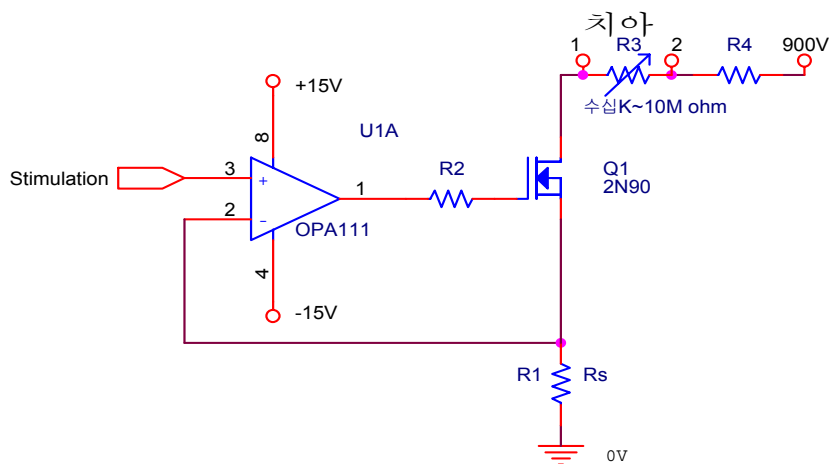 치아
1 R3 2 R4 900V
+15V
수십K~10M ohm
8
U1A
Stimulation
3
+
R2
Q1
2N90
1
2
-
OPA111
4
-15V
R1 Rs
0V